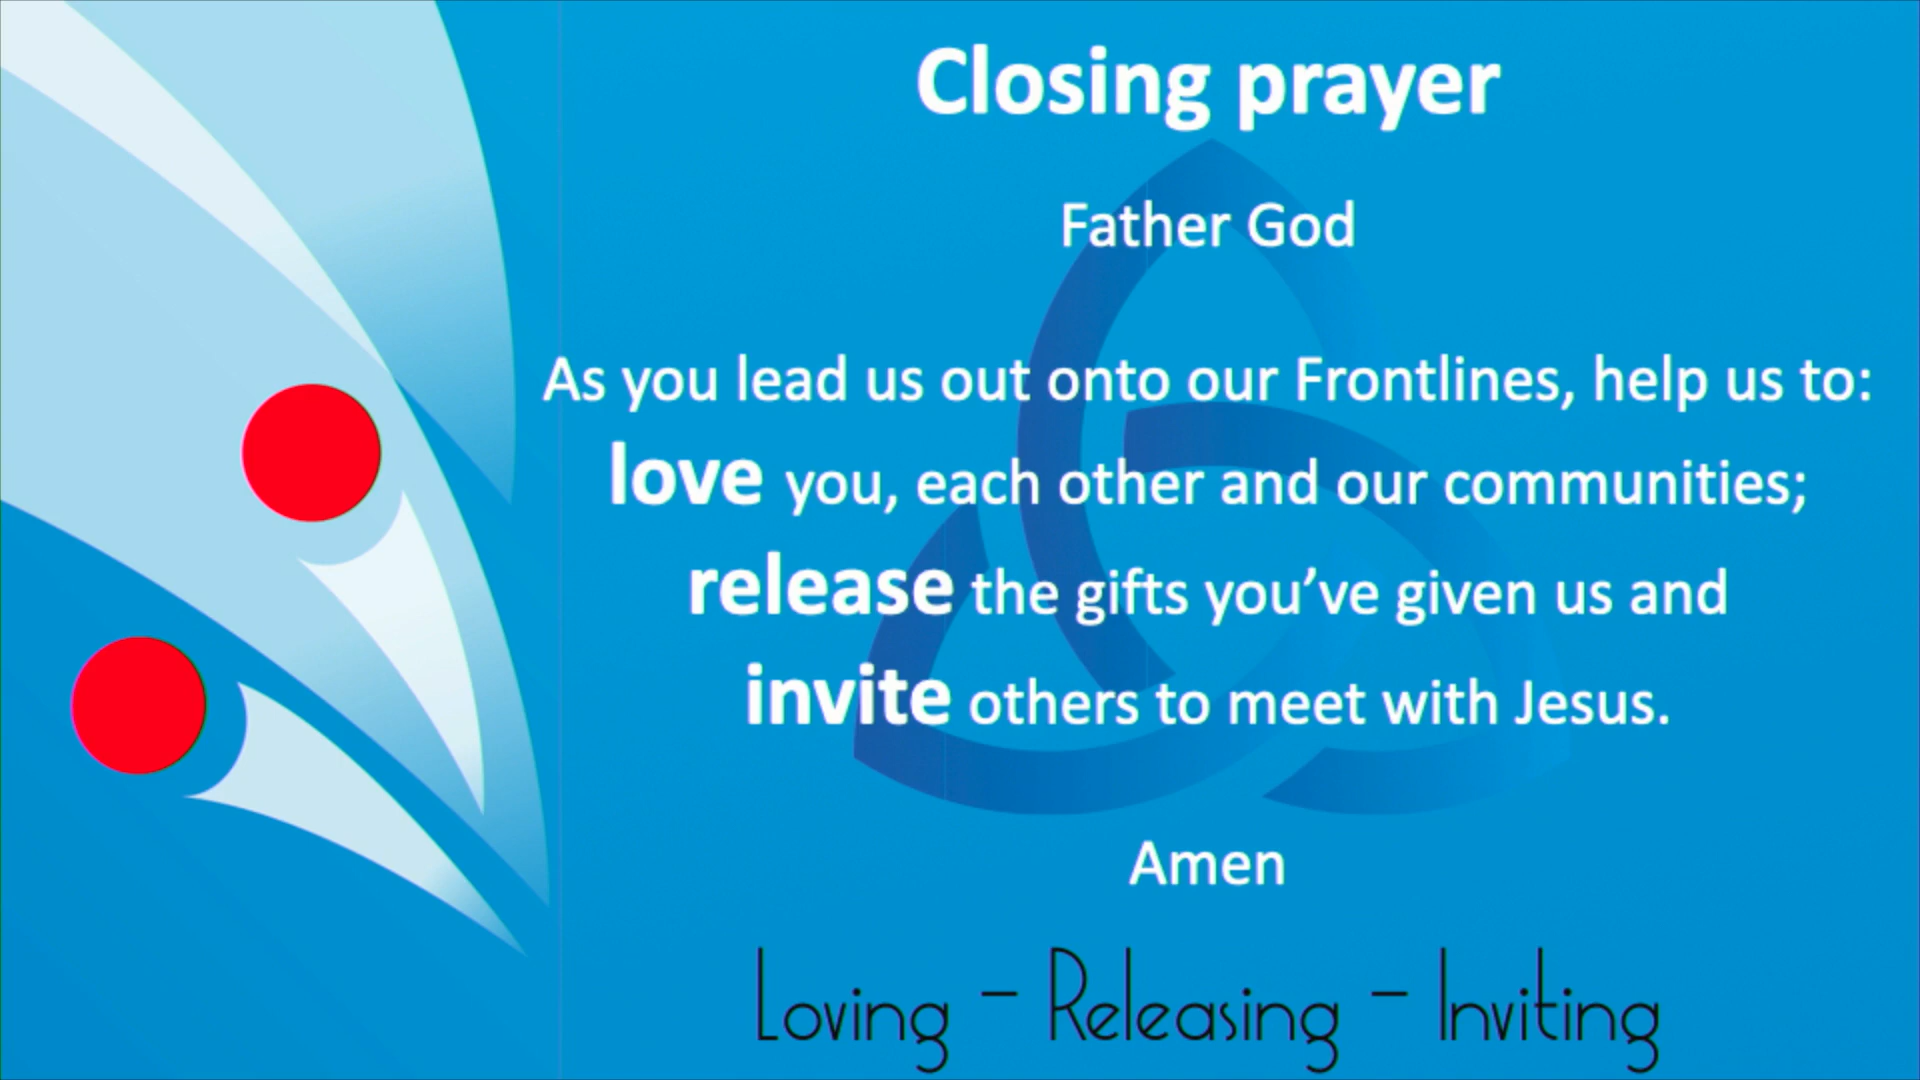 Closing prayer
Father God
As you lead us out onto our Frontlines, help us to:
love you, each other and our communities;
release the gifts you’ve given us and
invite others to meet with Jesus.
Amen
Loving – Releasing – Inviting